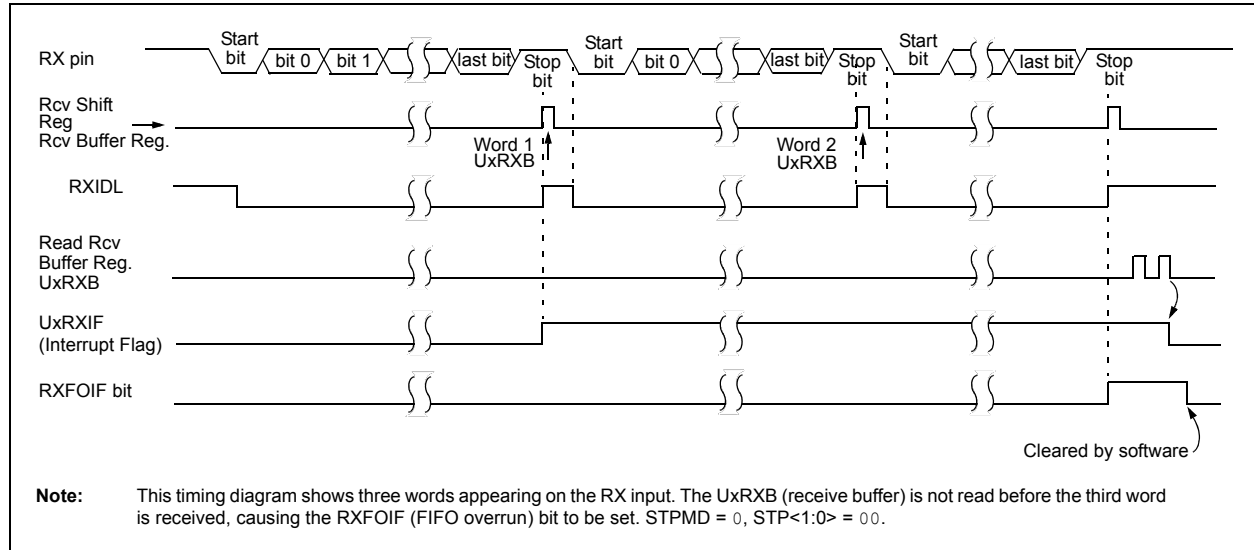 RX pin
Start bit
bit 0
bit 1
last bit
Stop bit
Start bit
bit 0
last bit
Stop bit
Start bit
last bit
Stop bit
Rcv Shift
Reg
Rcv Buffer Reg.
Word 1
UxRXB
Word 2
UxRXB
RXIDL
Read Rcv
Buffer Reg.
UxRXB
UxRXIF
(Interrupt Flag)
RXFOIF bit
Cleared by software
Note: This timing diagram shows three words appearing on the RX input. The UxRXB (receive buffer) is not read before the third word
is received, causing the RXFOIF (FIFO overrun) bit to be set. STPMD = 0, STP<1:0> = 00.